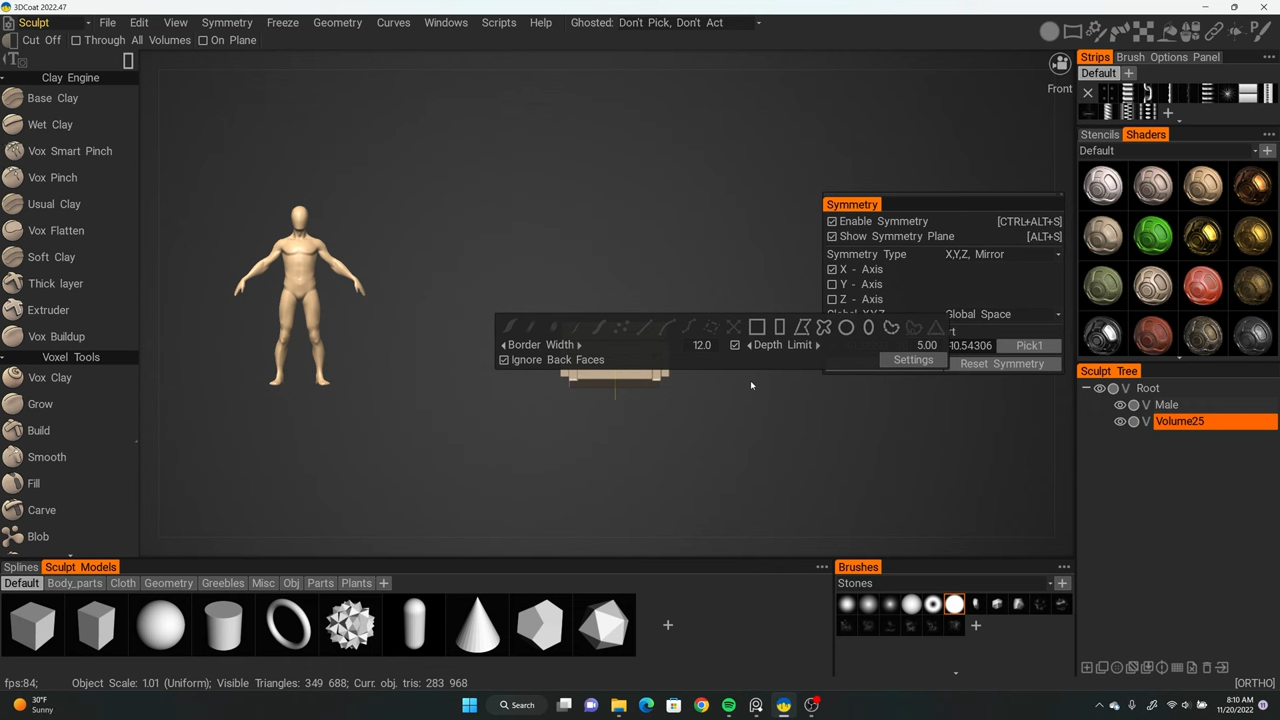 3DCoat 2022.47
Sculpt File Edit View Symmetry Freeze Geometry Curves Windows Scripts Help Ghosted: Don't Pick, Don't Act
Cut Off Through All Volumes On Plane
Clay Engine
Base Clay
Wet Clay
Vox Smart Pinch
Vox Pinch
Usual Clay
Vox Flatten
Soft Clay
Thick layer
Extruder
Vox Buildup
Voxel Tools
Vox Clay
Grow
Build
Smooth
Fill
Carve
Blob
Front
Symmetry
Enable Symmetry [CTRL+ALT+S]
Show Symmetry Plane [ALT+S]
Symmetry Type X,Y,Z, Mirror
X - Axis
Y - Axis
Z - Axis
Global Space
10.54306 Pick1
Reset Symmetry
Border Width 12.0 Depth Limit 5.00
Ignore Back Faces Settings
Strips Brush Options Panel
Default
Stencils Shaders
Default
Sculpt Tree
Root
V Male
V Volume25
Splines Sculpt Models
Default Body_parts Cloth Geometry Greebles Misc Obj Parts Plants
Brushes
Stones
fps:84; Object Scale: 1.01 (Uniform); Visible Triangles: 349 688; Curr. obj. tris: 283 968
[ORTHO]
30°F
Sunny
Search
8:10 AM
11/20/2022